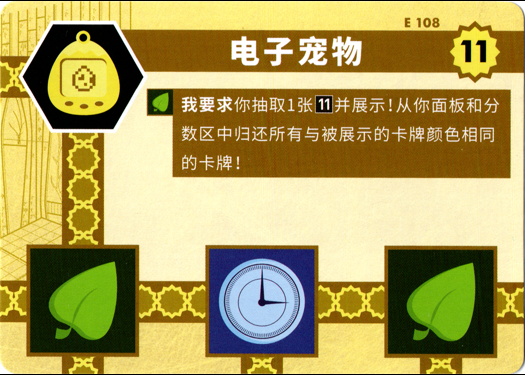 E 108
电子宠物
11
我要求你抽取1张11并展示!从你面板和分
数区中归还所有与被展示的卡牌颜色相同
的卡牌!